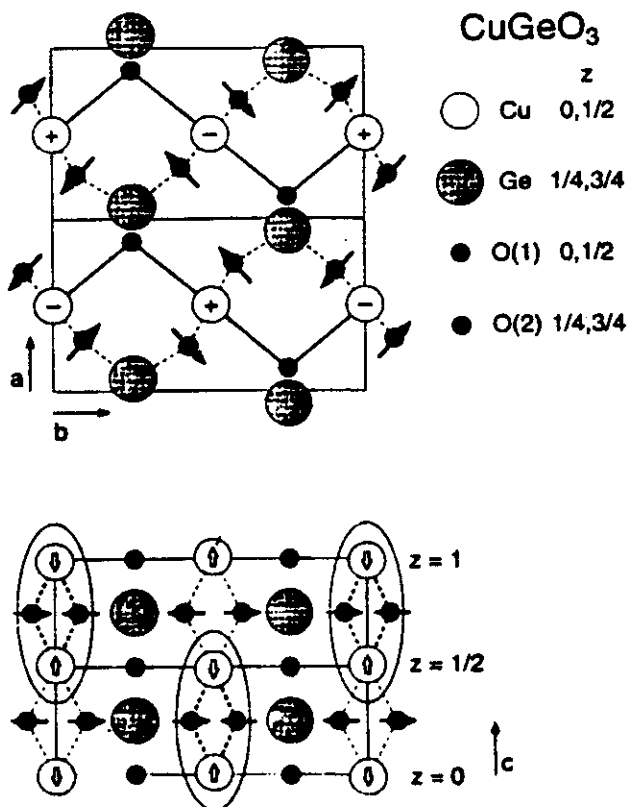 CuGeO₃
z
Cu 0,1/2
Ge 1/4,3/4
O(1) 0,1/2
O(2) 1/4,3/4
+ − +
− + −
a
b
z = 1
z = 1/2
z = 0
c